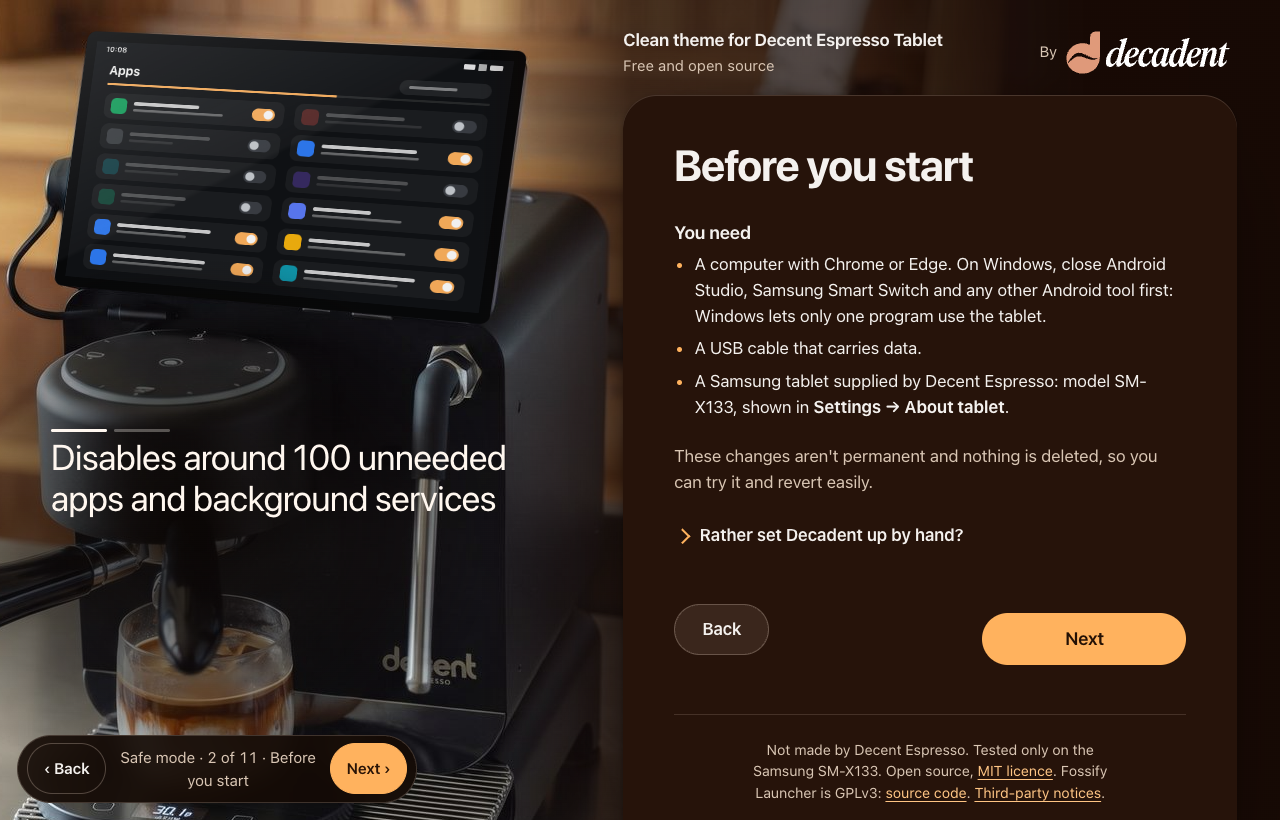 10:08
Apps
Disables around 100 unneeded
apps and background services
‹ Back
Safe mode · 2 of 11 · Before
you start
Next ›
Clean theme for Decent Espresso Tablet
Free and open source
By decadent
Before you start
You need
• A computer with Chrome or Edge. On Windows, close Android
Studio, Samsung Smart Switch and any other Android tool first:
Windows lets only one program use the tablet.
• A USB cable that carries data.
• A Samsung tablet supplied by Decent Espresso: model SM-
X133, shown in Settings → About tablet.
These changes aren't permanent and nothing is deleted, so you
can try it and revert easily.
Rather set Decadent up by hand?
Back
Next
Not made by Decent Espresso. Tested only on the
Samsung SM-X133. Open source, MIT licence. Fossify
Launcher is GPLv3: source code. Third-party notices.